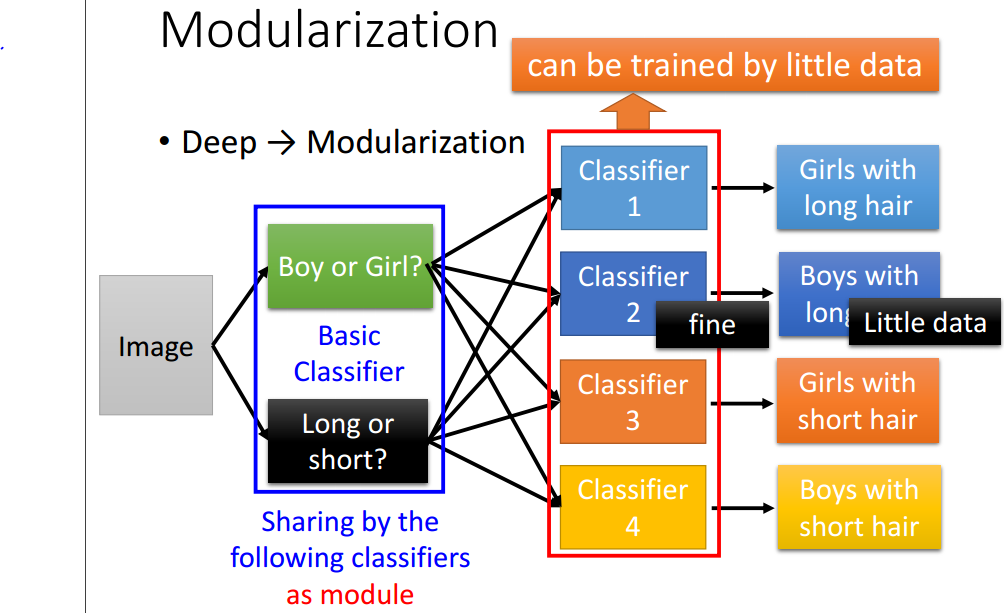 Modularization
can be trained by little data
• Deep → Modularization
Image
Boy or Girl?
Basic
Classifier
Long or
short?
Sharing by the
following classifiers
as module
Classifier
1
Girls with
long hair
Classifier
2
fine
Boys with
Little data
Classifier
3
Girls with
short hair
Classifier
4
Boys with
short hair